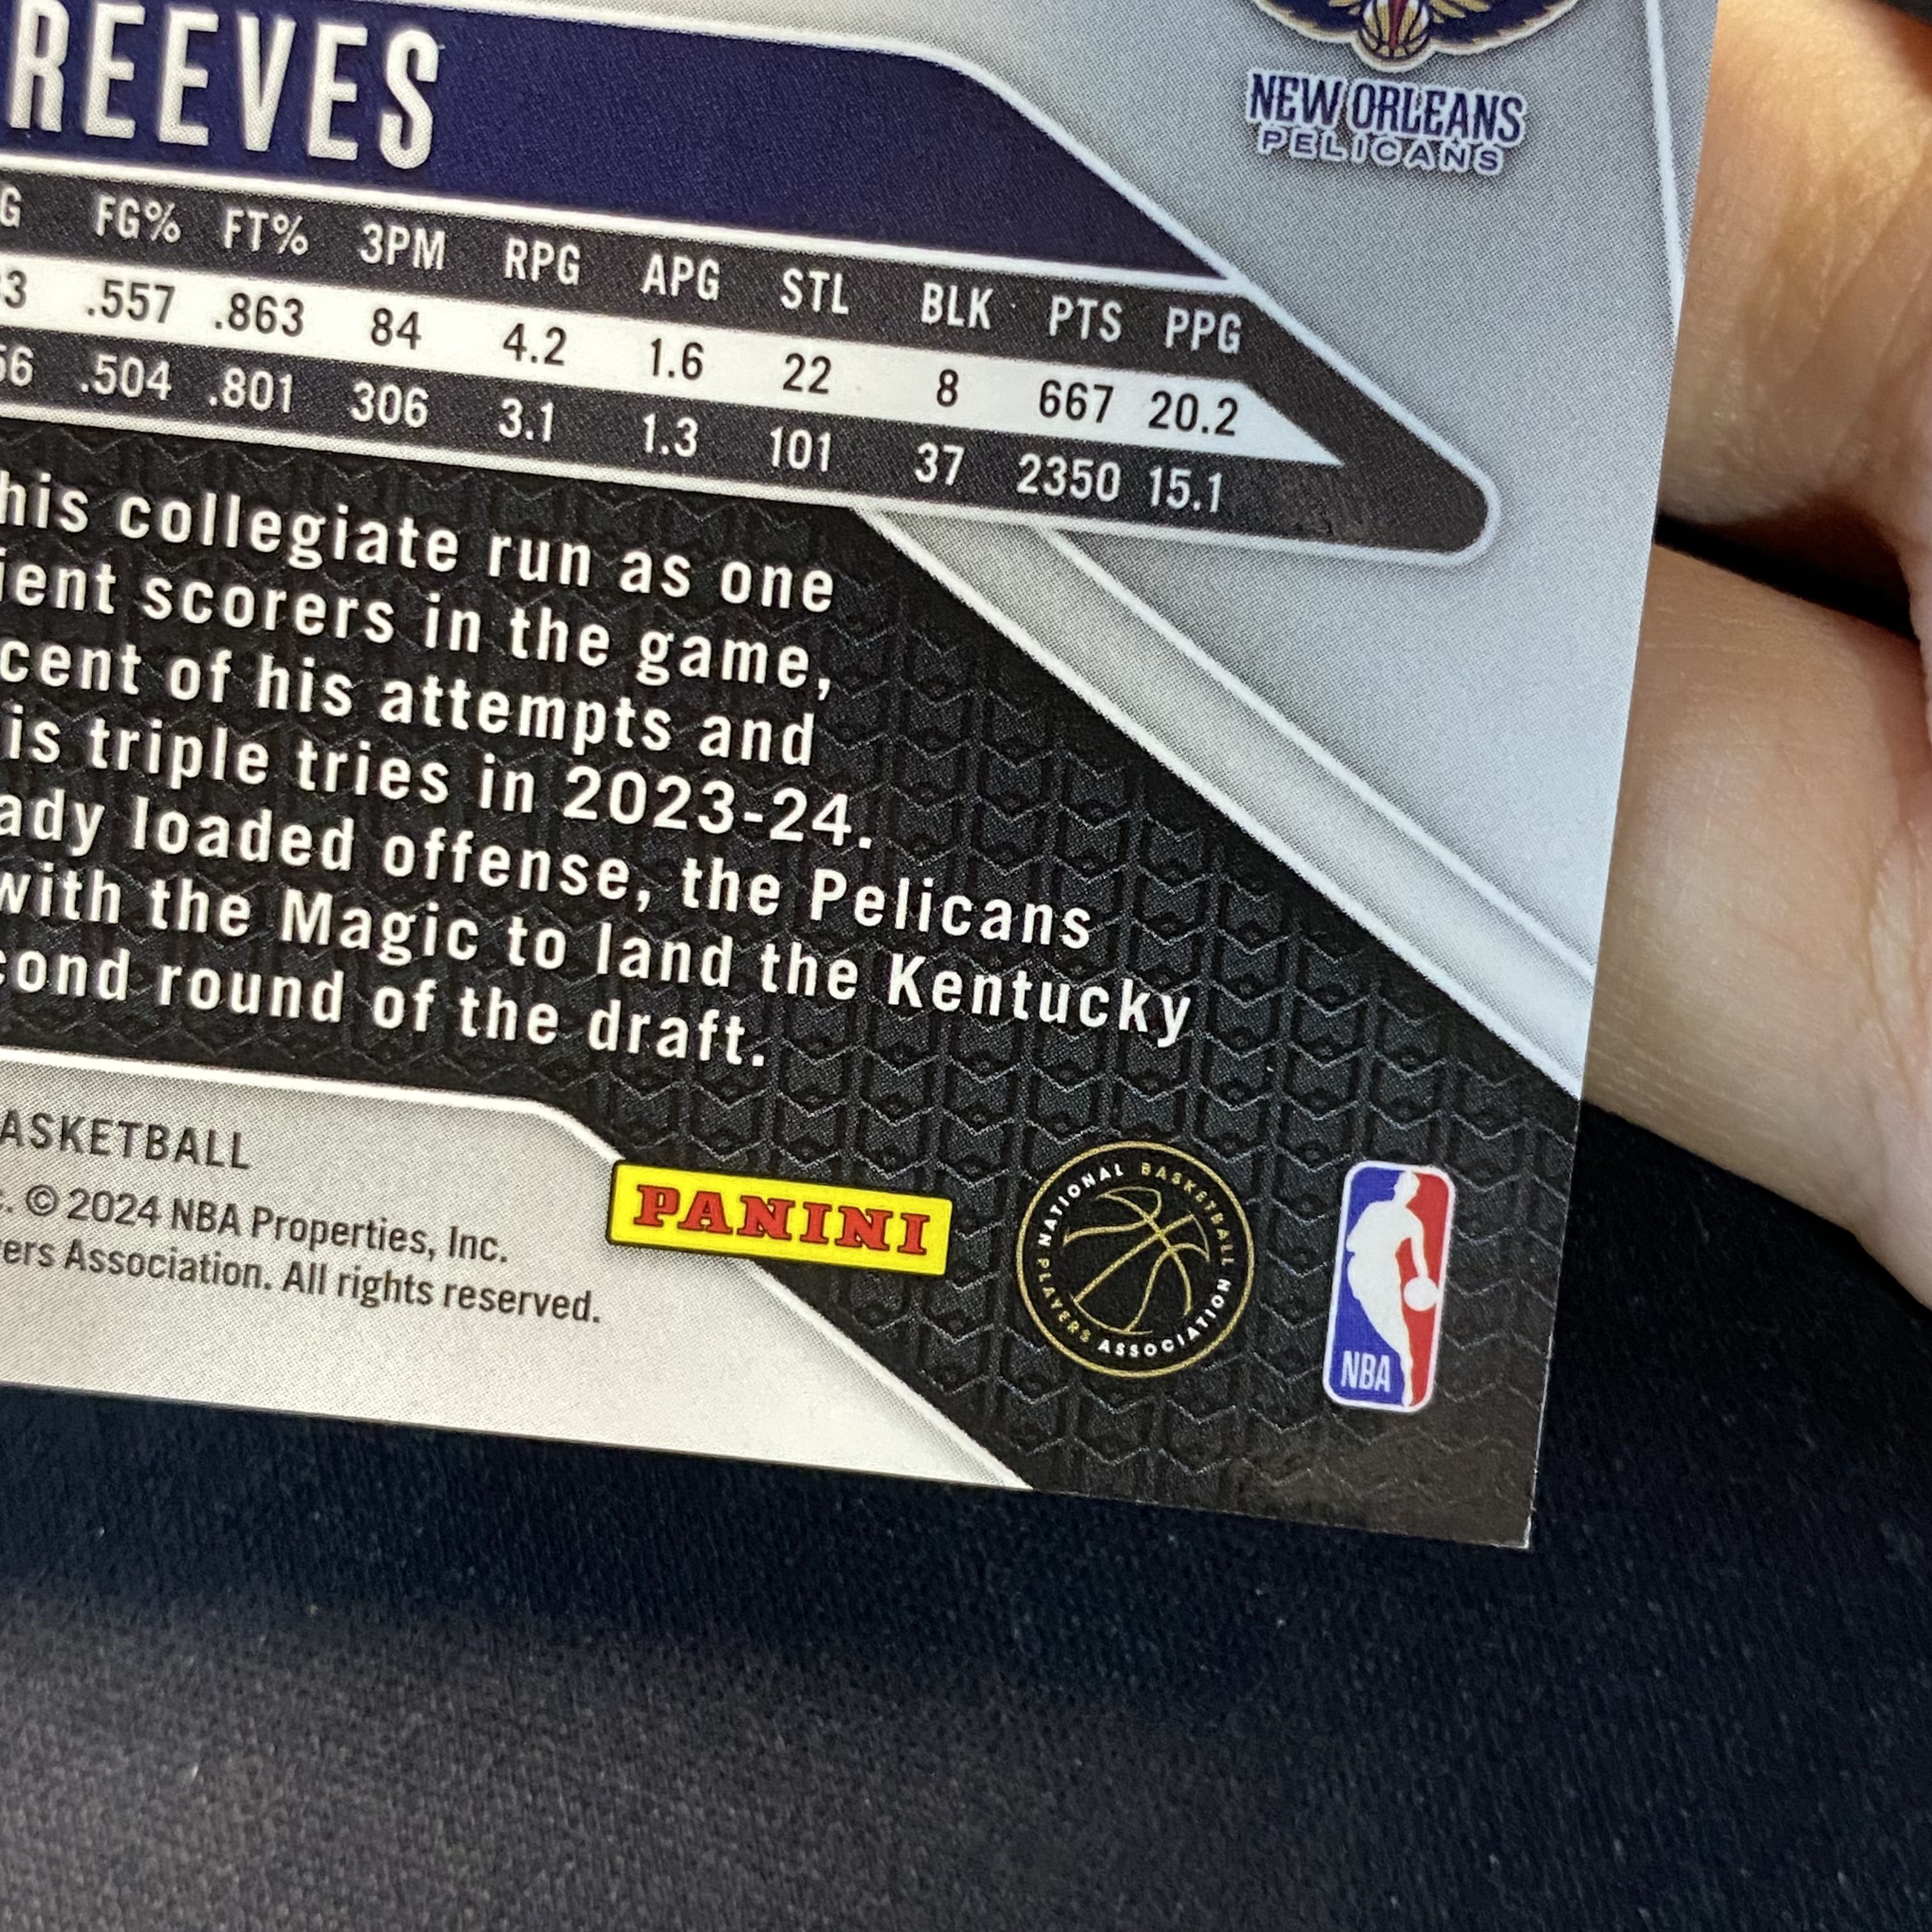 REEVES
NEW ORLEANS
PELICANS
G FG% FT% 3PM RPG APG STL BLK PTS PPG
3 .557 .863 84 4.2 1.6 22 8 667 20.2
56 .504 .801 306 3.1 1.3 101 37 2350 15.1
his collegiate run as one
ient scorers in the game,
cent of his attempts and
is triple tries in 2023-24.
ady loaded offense, the Pelicans
with the Magic to land the Kentucky
cond round of the draft.
ASKETBALL
c. © 2024 NBA Properties, Inc.
ers Association. All rights reserved.
PANINI
NATIONAL BASKETBALL
PLAYERS ASSOCIATION
NBA